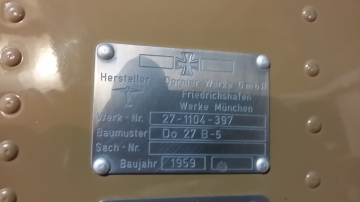 Hersteller Dornier Werke GmbH
Friedrichshafen
Werke München
Werk-Nr. 27-1104-397
Baumuster Do 27 B-5
Sach-Nr.
Baujahr 1959